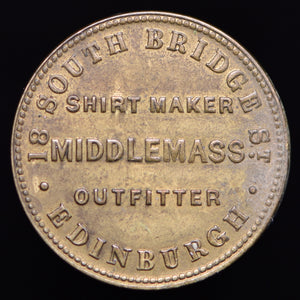 18 SOUTH BRIDGE ST.
SHIRT MAKER
MIDDLEMASS
OUTFITTER
· EDINBURGH ·